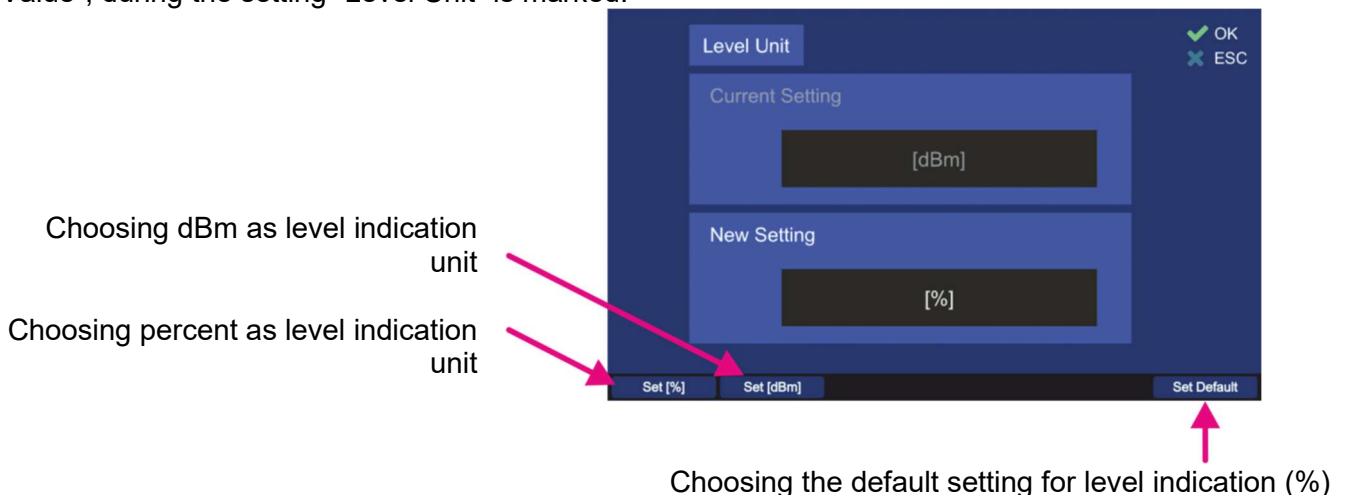 value", during the setting "Level Unit" is marked.
Level Unit
OK
ESC
Current Setting
[dBm]
Choosing dBm as level indication
unit
New Setting
[%]
Choosing percent as level indication
unit
Set [%]
Set [dBm]
Set Default
Choosing the default setting for level indication (%)